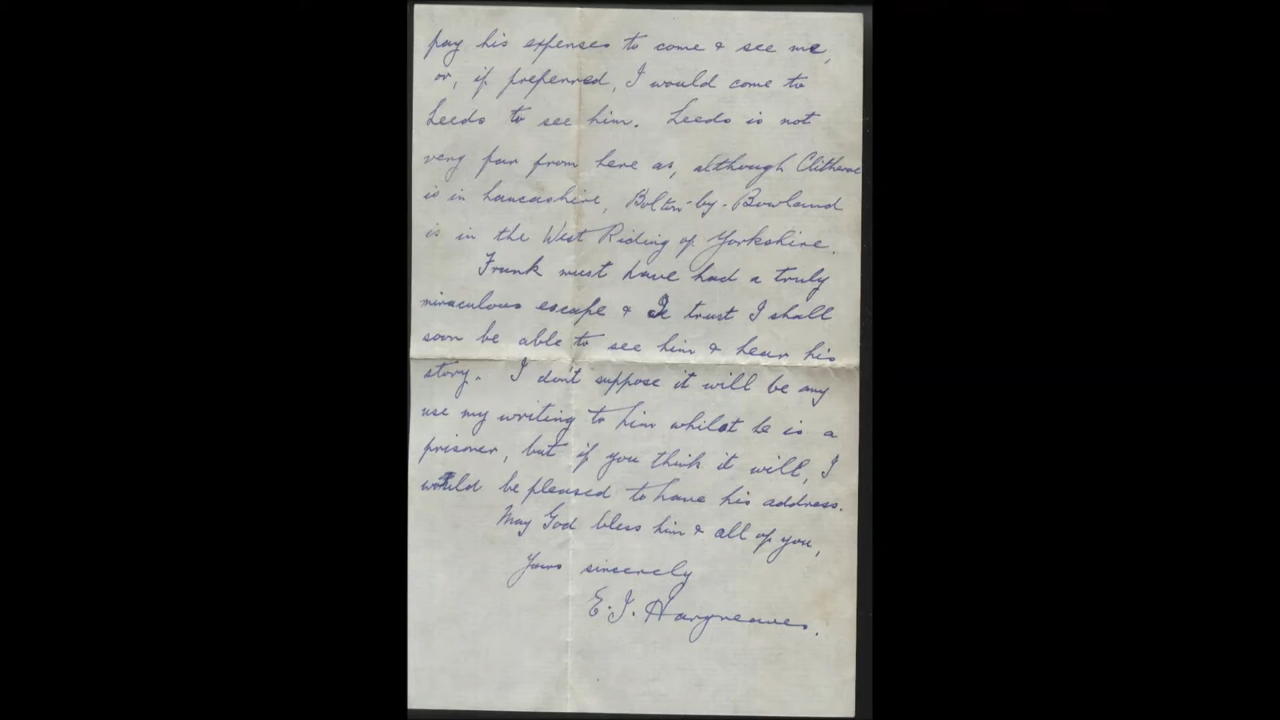 pay his expenses to come & see me,
or, if preferred, I would come to
Leeds to see him. Leeds is not
very far from here as, although Clitheroe
is in Lancashire, Bolton-by-Bowland
is in the West Riding of Yorkshire.
Frank must have had a truly
miraculous escape & I trust I shall
soon be able to see him & hear his
story. I don't suppose it will be any
use my writing to him whilst he is a
prisoner, but if you think it will, I
would be pleased to have his address.
May God bless him & all of you,
Yours sincerely
E. J. Hargreaves.